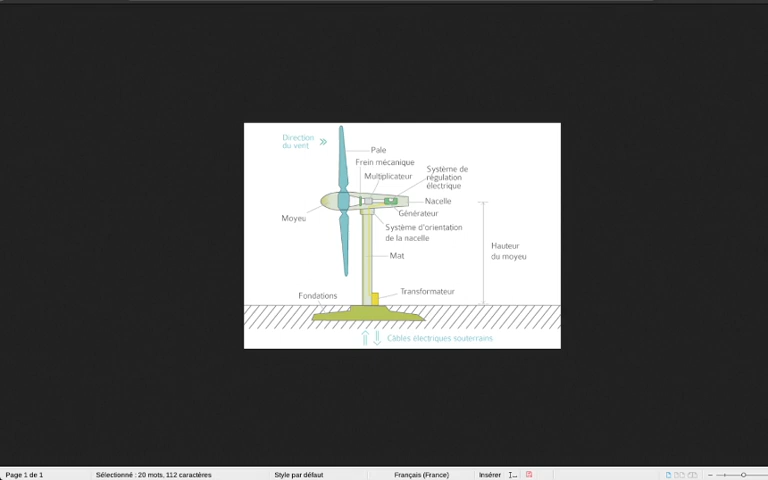 Direction
du vent
Pale
Frein mécanique
Multiplicateur
Système de
régulation
électrique
Nacelle
Générateur
Moyeu
Système d'orientation
de la nacelle
Hauteur
du moyeu
Mat
Transformateur
Fondations
Câbles électriques souterrains
Page 1 de 1
Sélectionné : 20 mots, 112 caractères
Style par défaut
Français (France)
Insérer